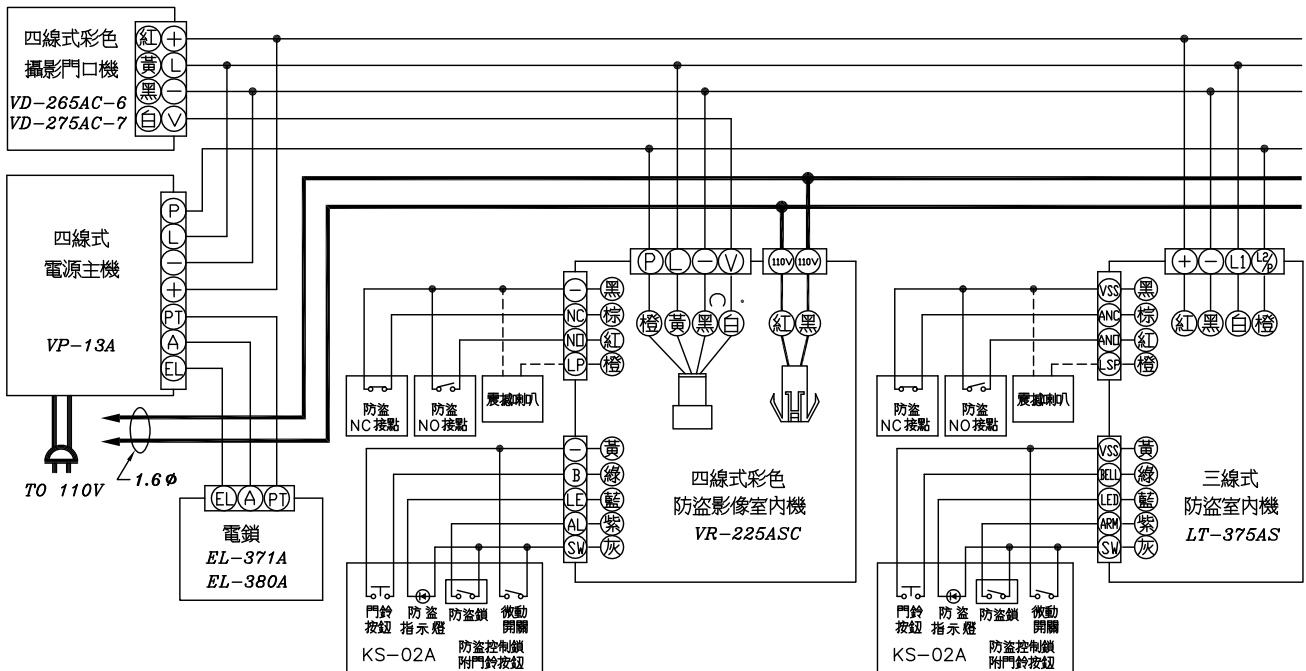 四線式彩色
攝影門口機
VD-265AC-6
VD-275AC-7
紅 +
黃 L
黑 −
白 V
四線式
電源主機
VP-13A
P
L
−
+
PT
A
EL
TO 110V
1.6ϕ
EL A PT
電鎖
EL-371A
EL-380A
P L − V
110V 110V
橙 黃 黑 白
紅 黑
− 黑
NC 棕
NO 紅
LP 橙
防盜
NC接點
防盜
NO接點
震撼喇叭
− 黃
B 綠
LE 藍
AL 紫
SW 灰
四線式彩色
防盜影像室內機
VR-225ASC
門鈴
按鈕
防盜
指示燈
防盜鎖
微動
開關
KS-02A
防盜控制鎖
附門鈴按鈕
+ − L1 L2/P
紅 黑 白 橙
VSS 黑
ANC 棕
ANO 紅
LSP 橙
防盜
NC接點
防盜
NO接點
震撼喇叭
VSS 黃
BELL 綠
LED 藍
ARM 紫
SW 灰
三線式
防盜室內機
LT-375AS
門鈴
按鈕
防盜
指示燈
防盜鎖
微動
開關
KS-02A
防盜控制鎖
附門鈴按鈕